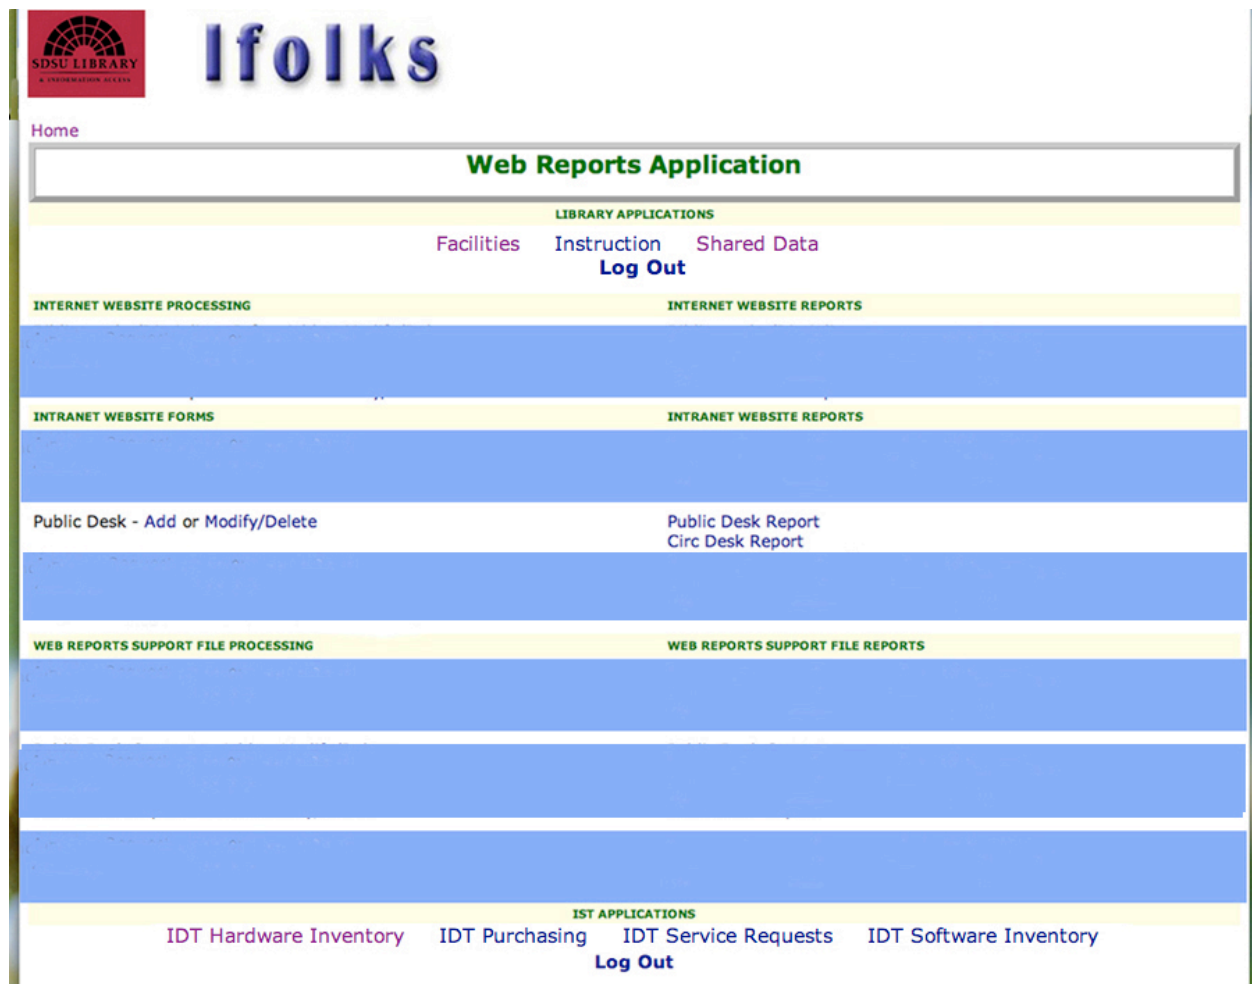 SDSU LIBRARY
& INFORMATION ACCESS
lfolks
Home
Web Reports Application
LIBRARY APPLICATIONS
Facilities Instruction Shared Data
Log Out
INTERNET WEBSITE PROCESSING INTERNET WEBSITE REPORTS
INTRANET WEBSITE FORMS INTRANET WEBSITE REPORTS
Public Desk - Add or Modify/Delete Public Desk Report
Circ Desk Report
WEB REPORTS SUPPORT FILE PROCESSING WEB REPORTS SUPPORT FILE REPORTS
IST APPLICATIONS
IDT Hardware Inventory IDT Purchasing IDT Service Requests IDT Software Inventory
Log Out